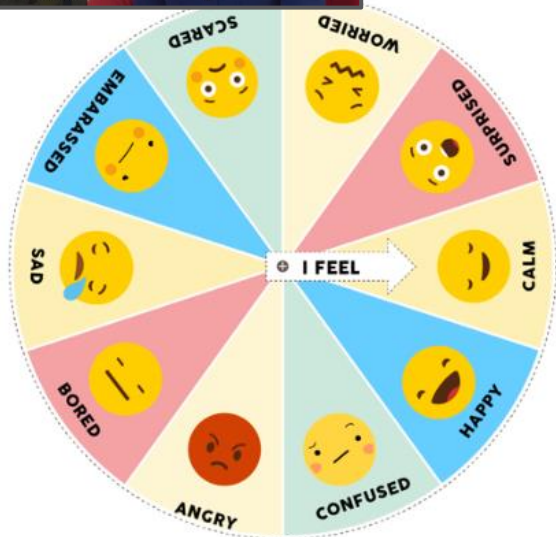 SCARED
WORRIED
SURPRISED
CALM
HAPPY
CONFUSED
ANGRY
BORED
SAD
EMBARASSED
I FEEL